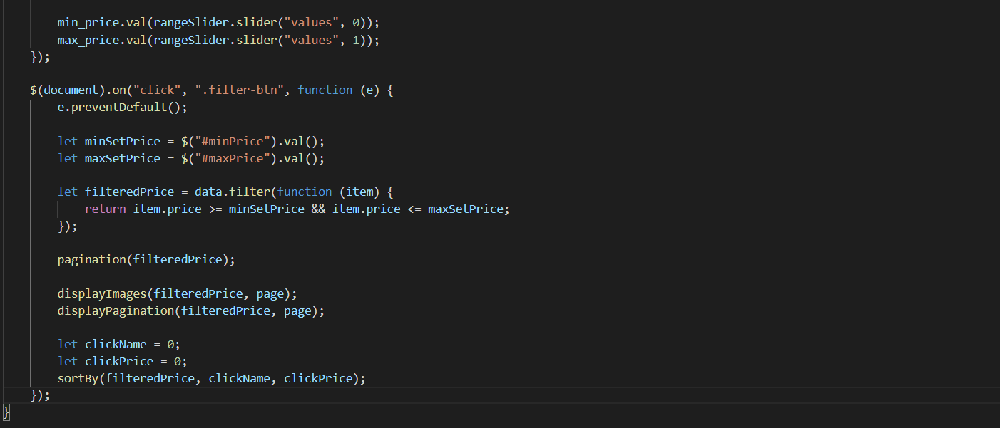 min_price.val(rangeSlider.slider("values", 0));
max_price.val(rangeSlider.slider("values", 1));
});
$(document).on("click", ".filter-btn", function (e) {
e.preventDefault();
let minSetPrice = $("#minPrice").val();
let maxSetPrice = $("#maxPrice").val();
let filteredPrice = data.filter(function (item) {
return item.price >= minSetPrice && item.price <= maxSetPrice;
});
pagination(filteredPrice);
displayImages(filteredPrice, page);
displayPagination(filteredPrice, page);
let clickName = 0;
let clickPrice = 0;
sortBy(filteredPrice, clickName, clickPrice);
});
}